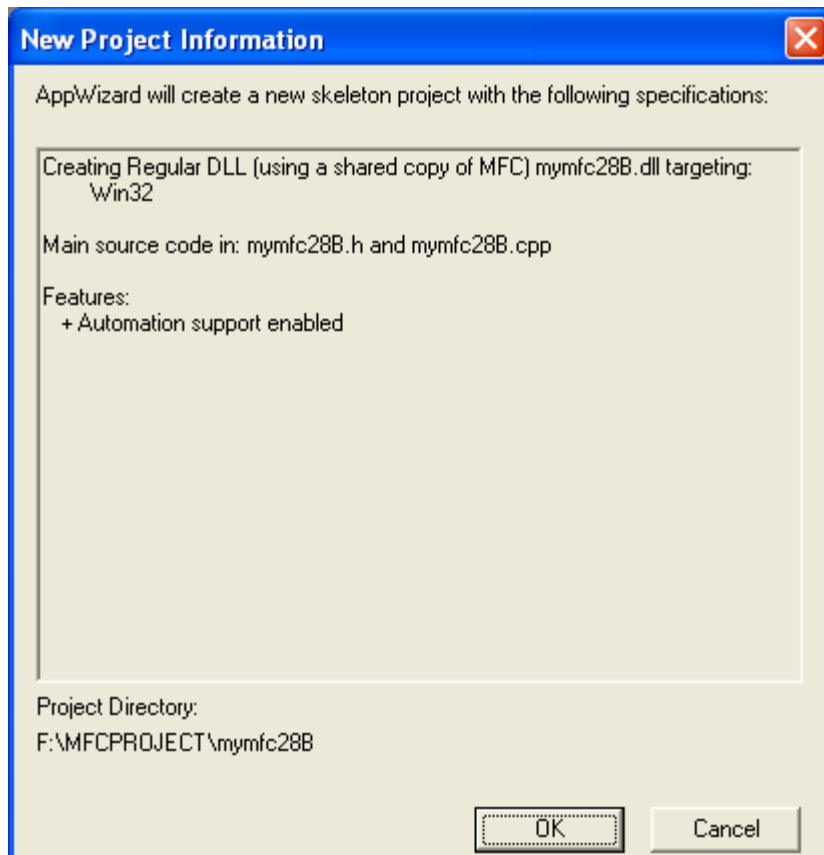 New Project Information
AppWizard will create a new skeleton project with the following specifications:
Creating Regular DLL (using a shared copy of MFC) mymfc28B.dll targeting:
Win32
Main source code in: mymfc28B.h and mymfc28B.cpp
Features:
+ Automation support enabled
Project Directory:
F:\MFCPROJECT\mymfc28B
OK
Cancel